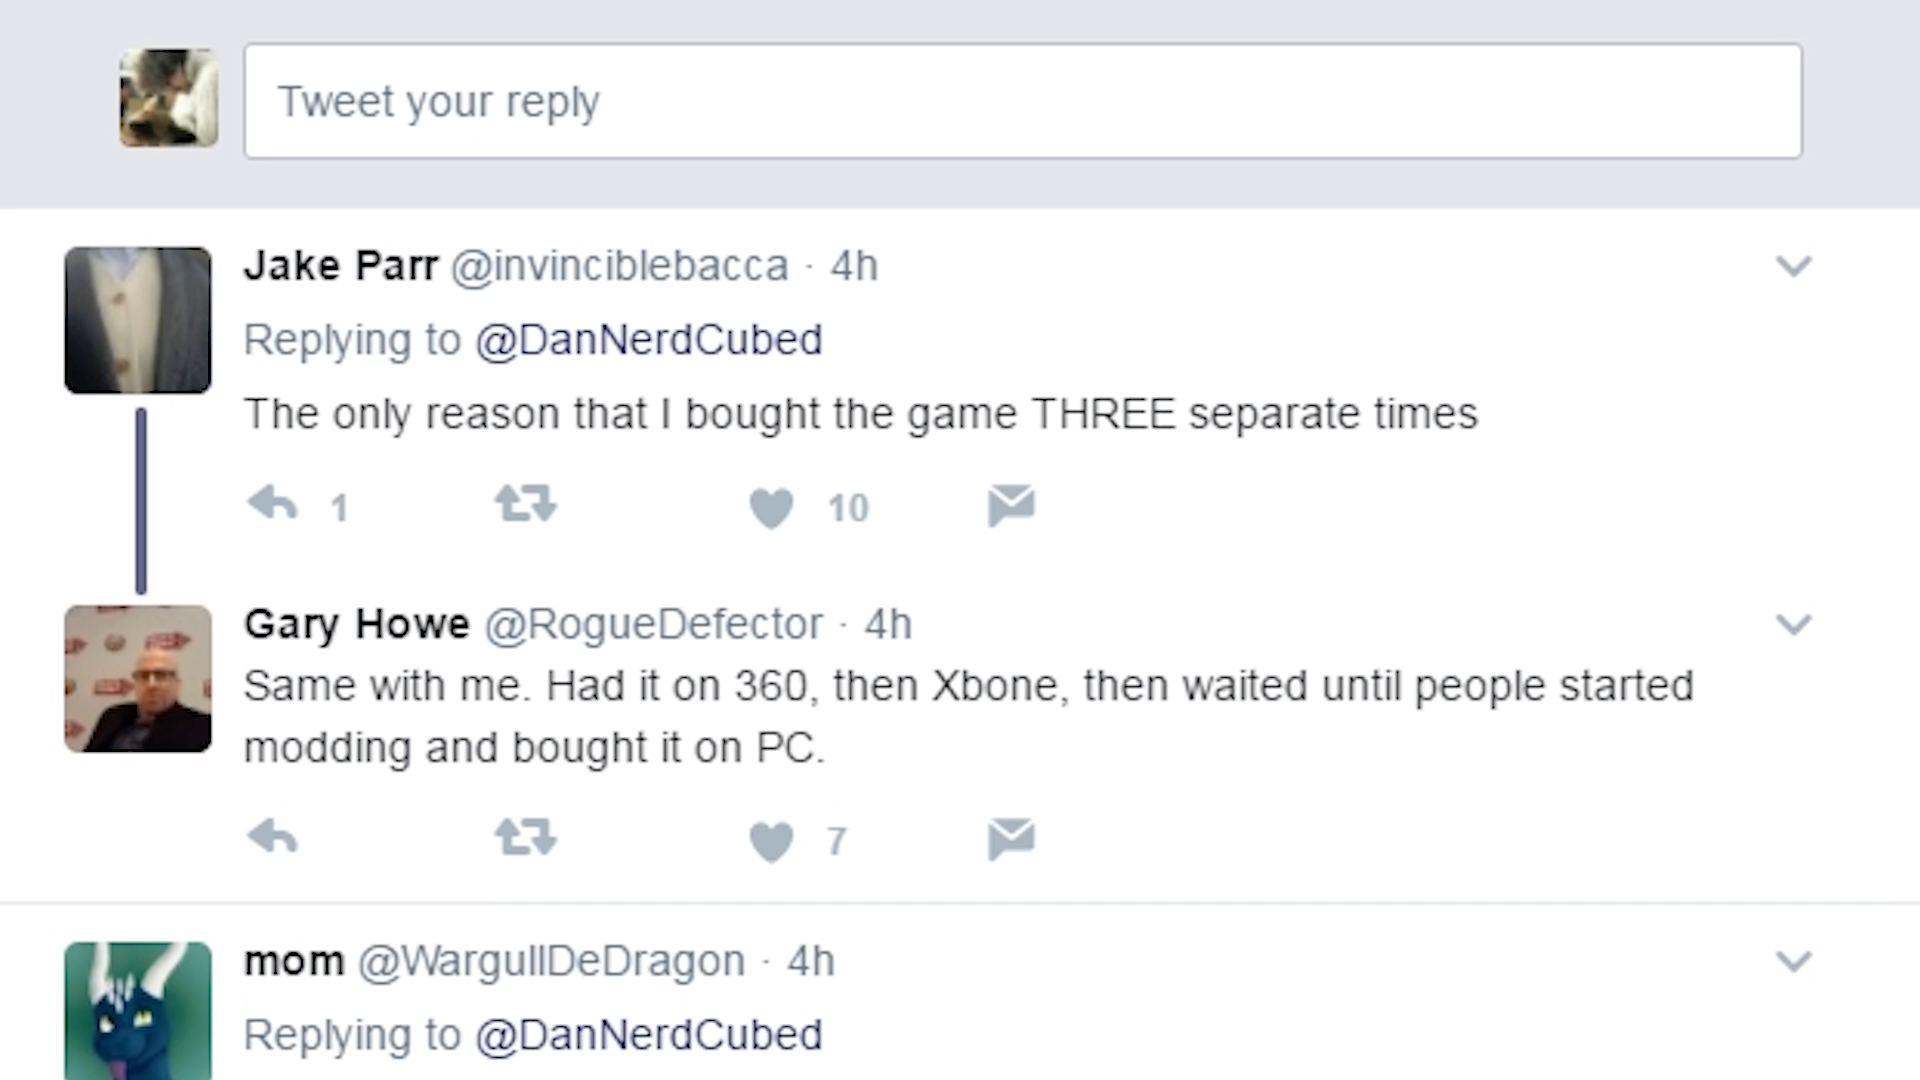 Tweet your reply
Jake Parr @invinciblebacca · 4h
Replying to @DanNerdCubed
The only reason that I bought the game THREE separate times
1 10
Gary Howe @RogueDefector · 4h
Same with me. Had it on 360, then Xbone, then waited until people started
modding and bought it on PC.
7
mom @WargullDeDragon · 4h
Replying to @DanNerdCubed